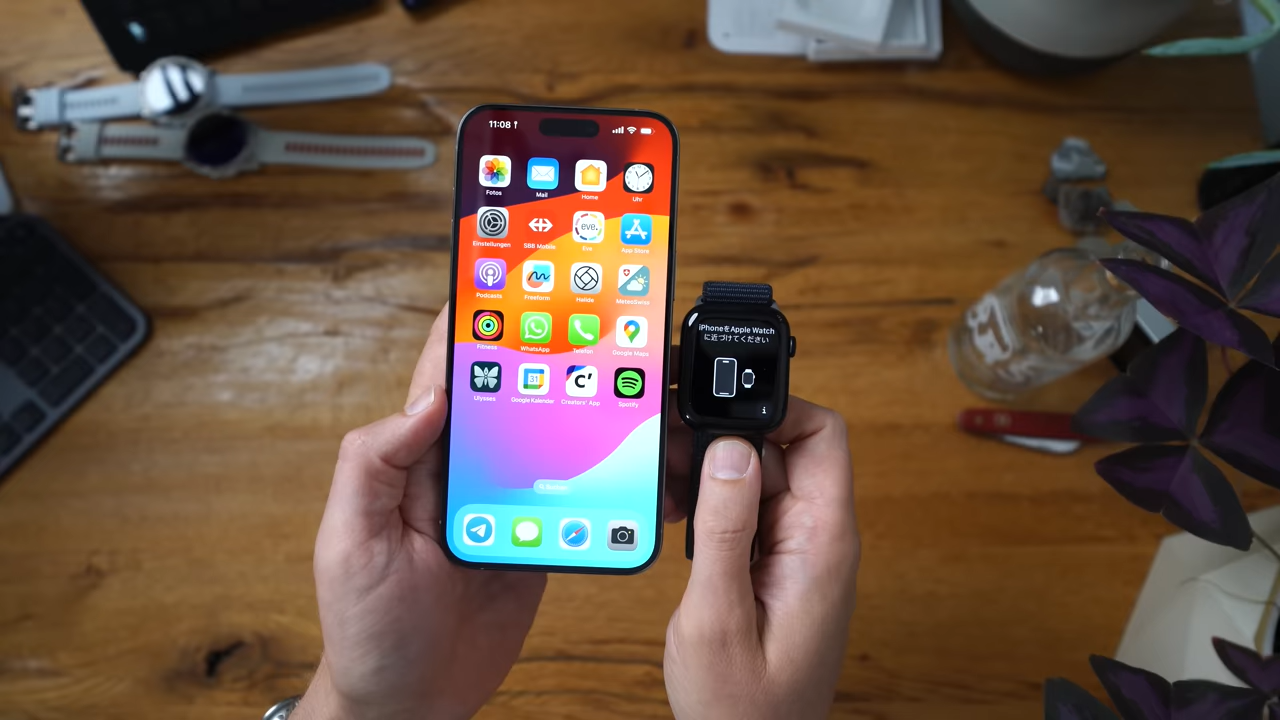 11:08
Fotos
Mail
Home
Uhr
Einstellungen
SBB Mobile
eve
Eve
App Store
Podcasts
Freeform
Halide
MeteoSwiss
Fitness
WhatsApp
Telefon
Google Maps
31
Ulysses
Google Kalender
Creators' App
Spotify
iPhoneをApple Watch
に近づけてください
i